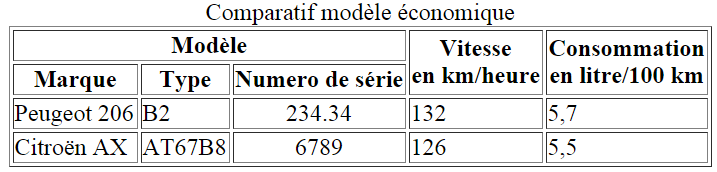 Comparatif modèle économique
Modèle Vitesse Consommation
Marque Type Numero de série en km/heure en litre/100 km
Peugeot 206 B2 234.34 132 5,7
Citroën AX AT67B8 6789 126 5,5